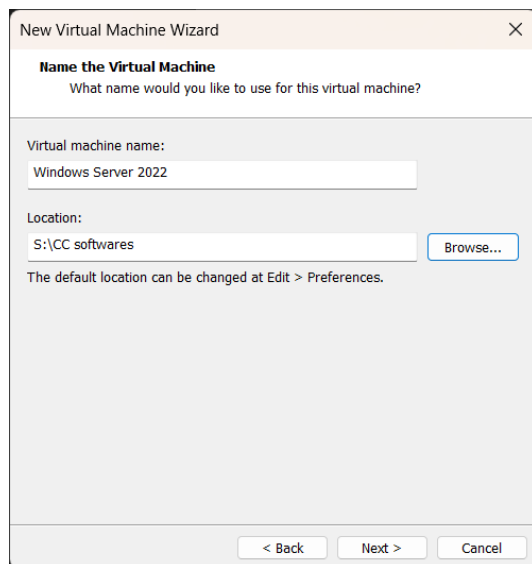 New Virtual Machine Wizard
Name the Virtual Machine
What name would you like to use for this virtual machine?
Virtual machine name:
Windows Server 2022
Location:
S:\CC softwares
Browse...
The default location can be changed at Edit > Preferences.
< Back Next > Cancel